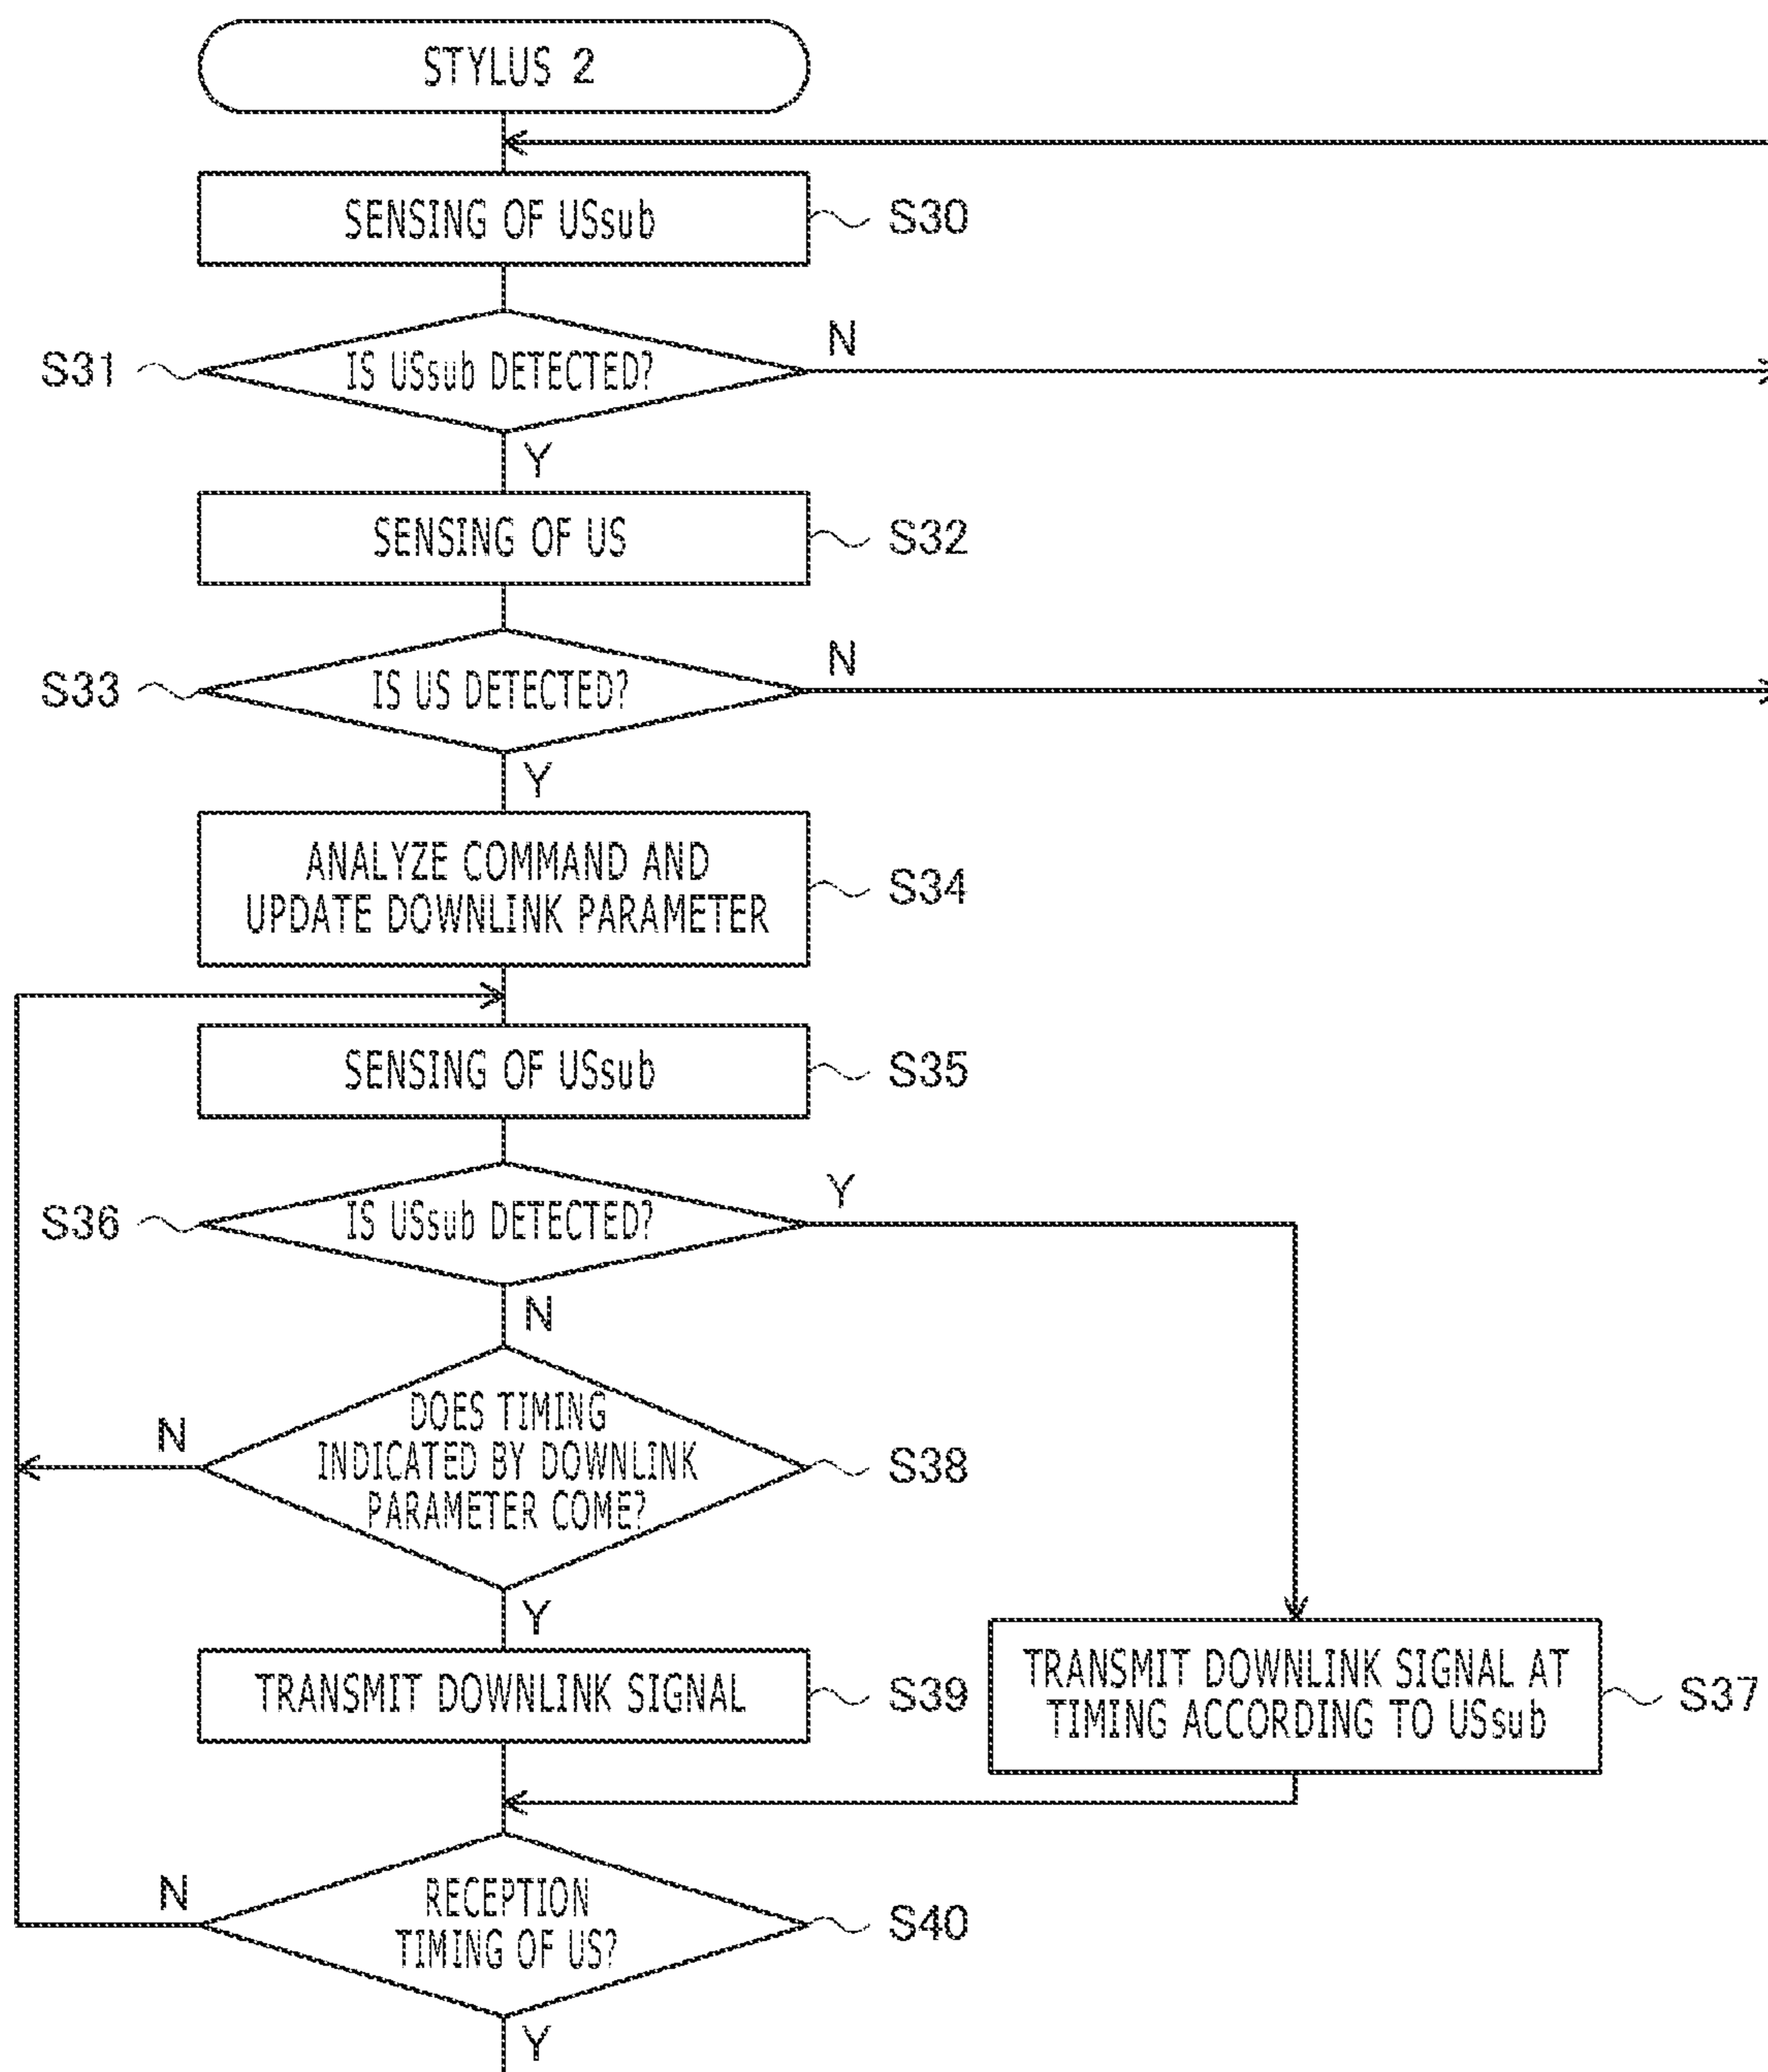 STYLUS 2
SENSING OF USsub
S30
S31
IS USsub DETECTED?
N
Y
SENSING OF US
S32
S33
IS US DETECTED?
N
Y
ANALYZE COMMAND AND
UPDATE DOWNLINK PARAMETER
S34
SENSING OF USsub
S35
S36
IS USsub DETECTED?
Y
N
DOES TIMING
INDICATED BY DOWNLINK
PARAMETER COME?
N
S38
Y
TRANSMIT DOWNLINK SIGNAL
S39
TRANSMIT DOWNLINK SIGNAL AT
TIMING ACCORDING TO USsub
S37
N
RECEPTION
TIMING OF US?
S40
Y